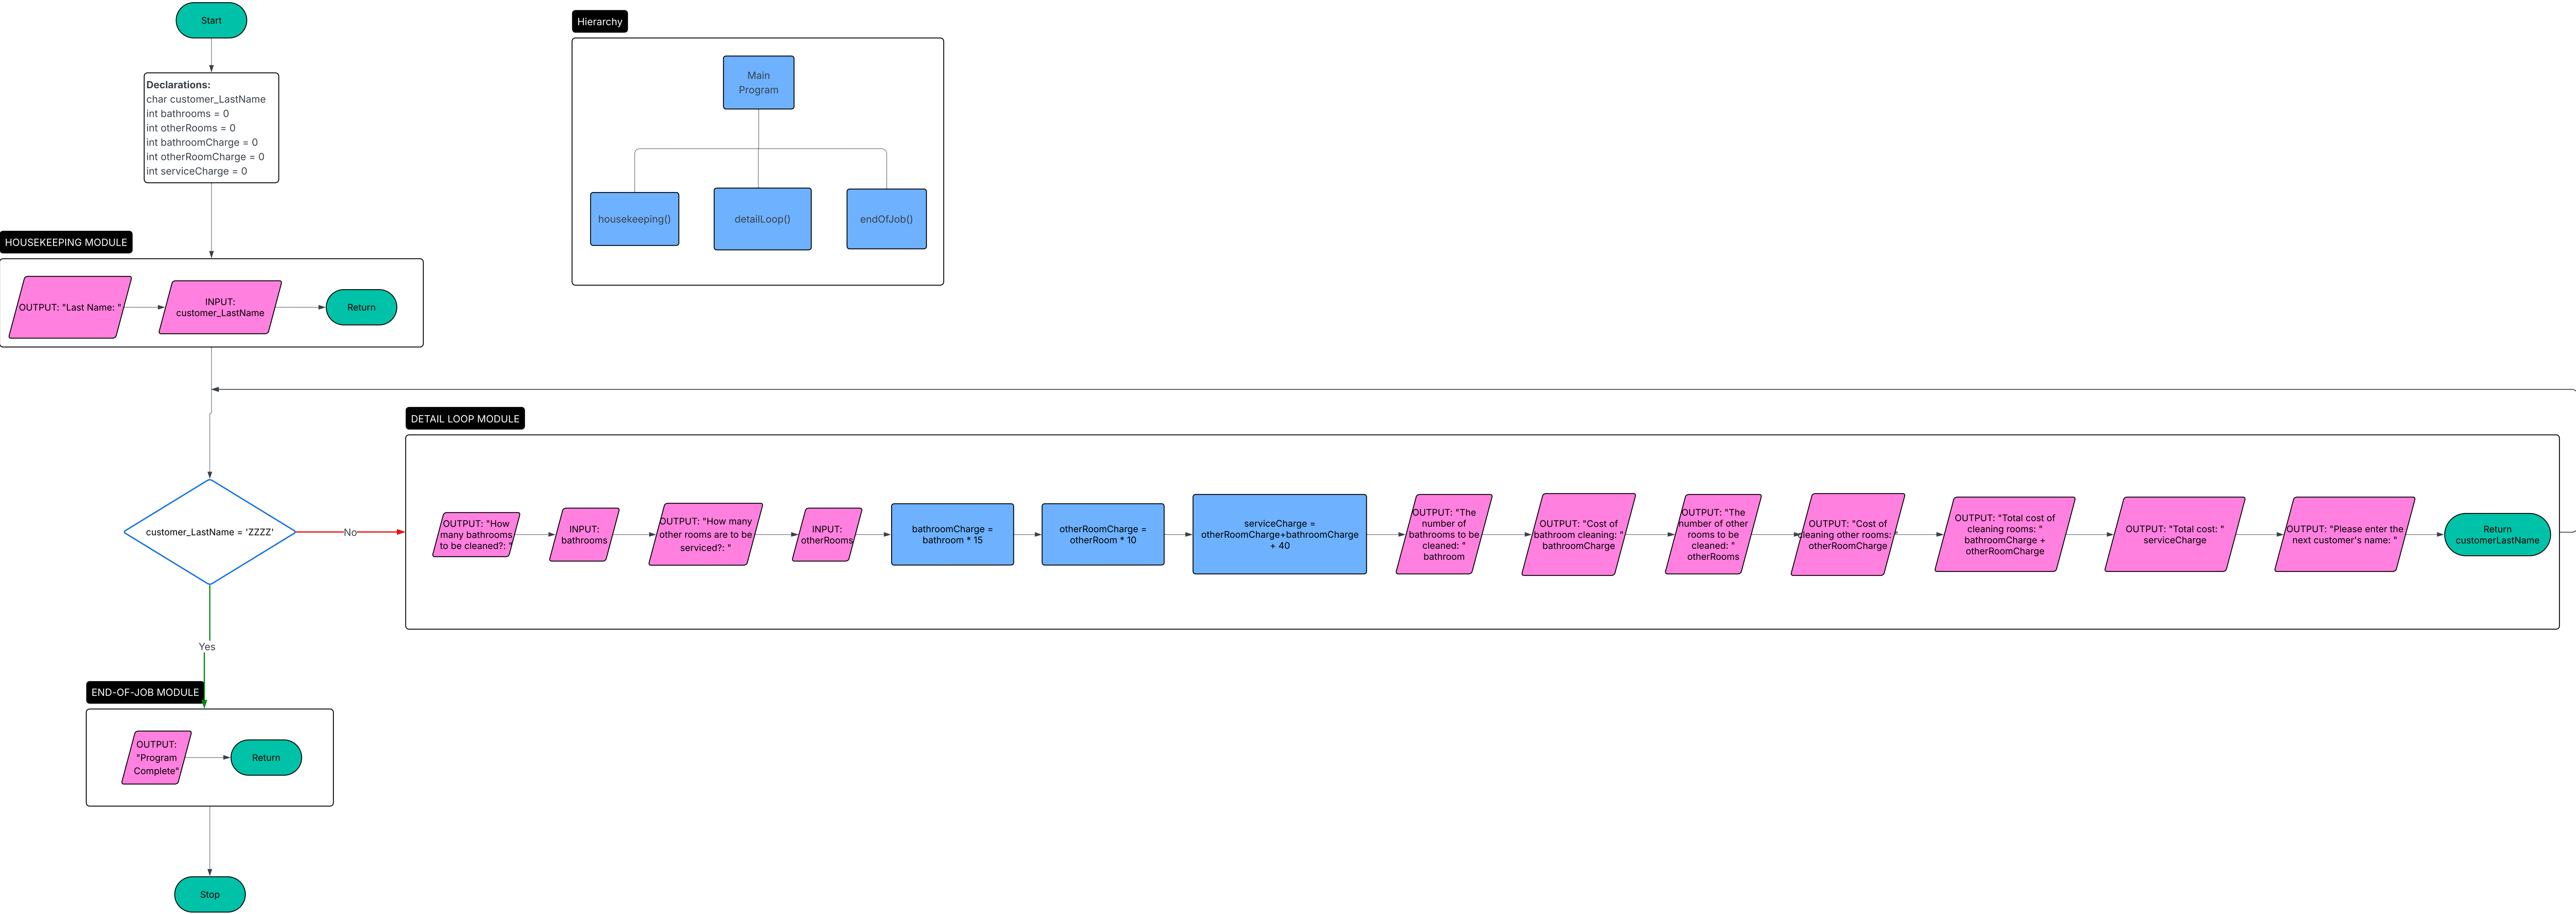 Start
Declarations:
char customer_LastName
int bathrooms = 0
int otherRooms = 0
int bathroomCharge = 0
int otherRoomCharge = 0
int serviceCharge = 0
Hierarchy
Main
Program
housekeeping()
detailLoop()
endOfJob()
HOUSEKEEPING MODULE
OUTPUT: "Last Name: "
INPUT:
customer_LastName
Return
customer_LastName = 'ZZZZ'
No
Yes
DETAIL LOOP MODULE
OUTPUT: "How
many bathrooms
to be cleaned?: "
INPUT:
bathrooms
OUTPUT: "How many
other rooms are to be
serviced?: "
INPUT:
otherRooms
bathroomCharge =
bathroom * 15
otherRoomCharge =
otherRoom * 10
serviceCharge =
otherRoomCharge+bathroomCharge
+ 40
OUTPUT: "The
number of
bathrooms to be
cleaned: "
bathroom
OUTPUT: "Cost of
bathroom cleaning: "
bathroomCharge
OUTPUT: "The
number of other
rooms to be
cleaned: "
otherRooms
OUTPUT: "Cost of
cleaning other rooms: "
otherRoomCharge
OUTPUT: "Total cost of
cleaning rooms: "
bathroomCharge +
otherRoomCharge
OUTPUT: "Total cost: "
serviceCharge
OUTPUT: "Please enter the
next customer's name: "
Return
customerLastName
END-OF-JOB MODULE
OUTPUT:
"Program
Complete"
Return
Stop